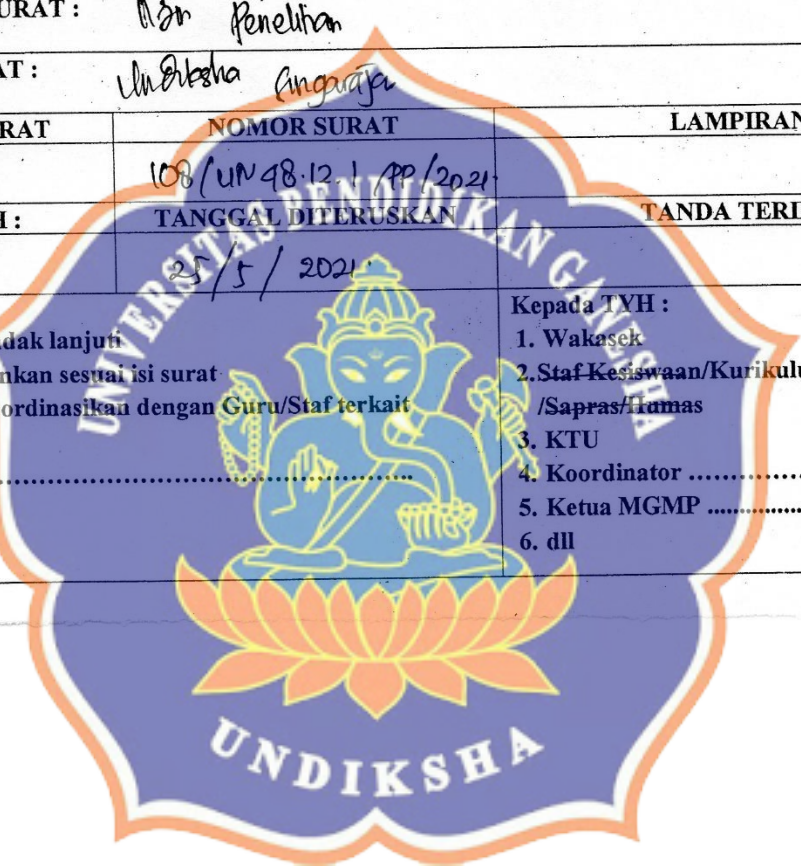 URAT : Ijin Penelitian
AT : Undiksha Singaraja
RAT NOMOR SURAT LAMPIRAN
108/UN48.12.1/PP/2021
H : TANGGAL DITERUSKAN TANDA TERI
25/5/2021
Kepada TYH :
dak lanjuti 1. Wakasek
nkan sesuai isi surat 2. Staf Kesiswaan/Kurikulu
ordinasikan dengan Guru/Staf terkait /Sapras/Humas
3. KTU
4. Koordinator ..............
5. Ketua MGMP ..............
6. dll
UNIVERSITAS PENDIDIKAN GANESHA
UNDIKSHA